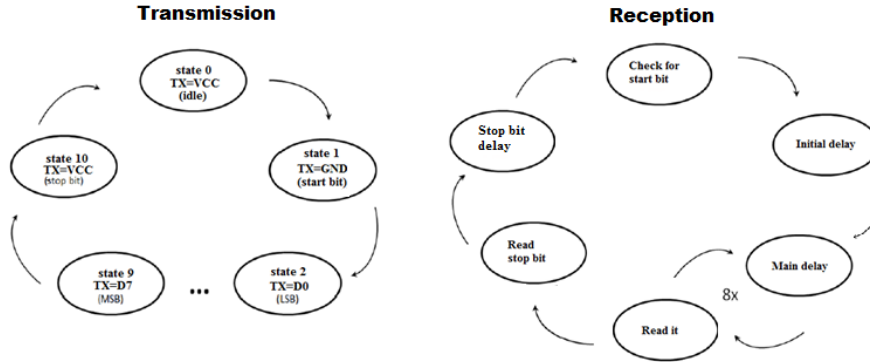 Transmission
state 0
TX=VCC
(idle)
state 1
TX=GND
(start bit)
state 2
TX=D0
(LSB)
...
state 9
TX=D7
(MSB)
state 10
TX=VCC
(stop bit)
Reception
Check for
start bit
Initial delay
Main delay
8x
Read it
Read
stop bit
Stop bit
delay